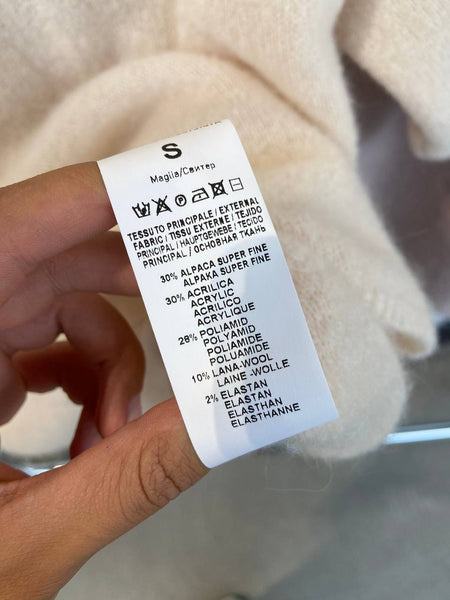 S
Maglia/Свитер
TESSUTO PRINCIPALE / EXTERNAL
FABRIC / TISSU EXTERNE / TEJIDO
PRINCIPAL / HAUPTGEWEBE / TECIDO
PRINCIPAL / ОСНОВНАЯ ТКАНЬ
30% ALPACA SUPER FINE
ALPAKA SUPER FINE
30% ACRILICA
ACRYLIC
ACRILICO
ACRYLIQUE
28% POLIAMID
POLYAMID
POLIAMIDE
POLUAMIDE
10% LANA-WOOL
LAINE -WOLLE
2% ELASTAN
ELASTAN
ELASTHAN
ELASTHANNE